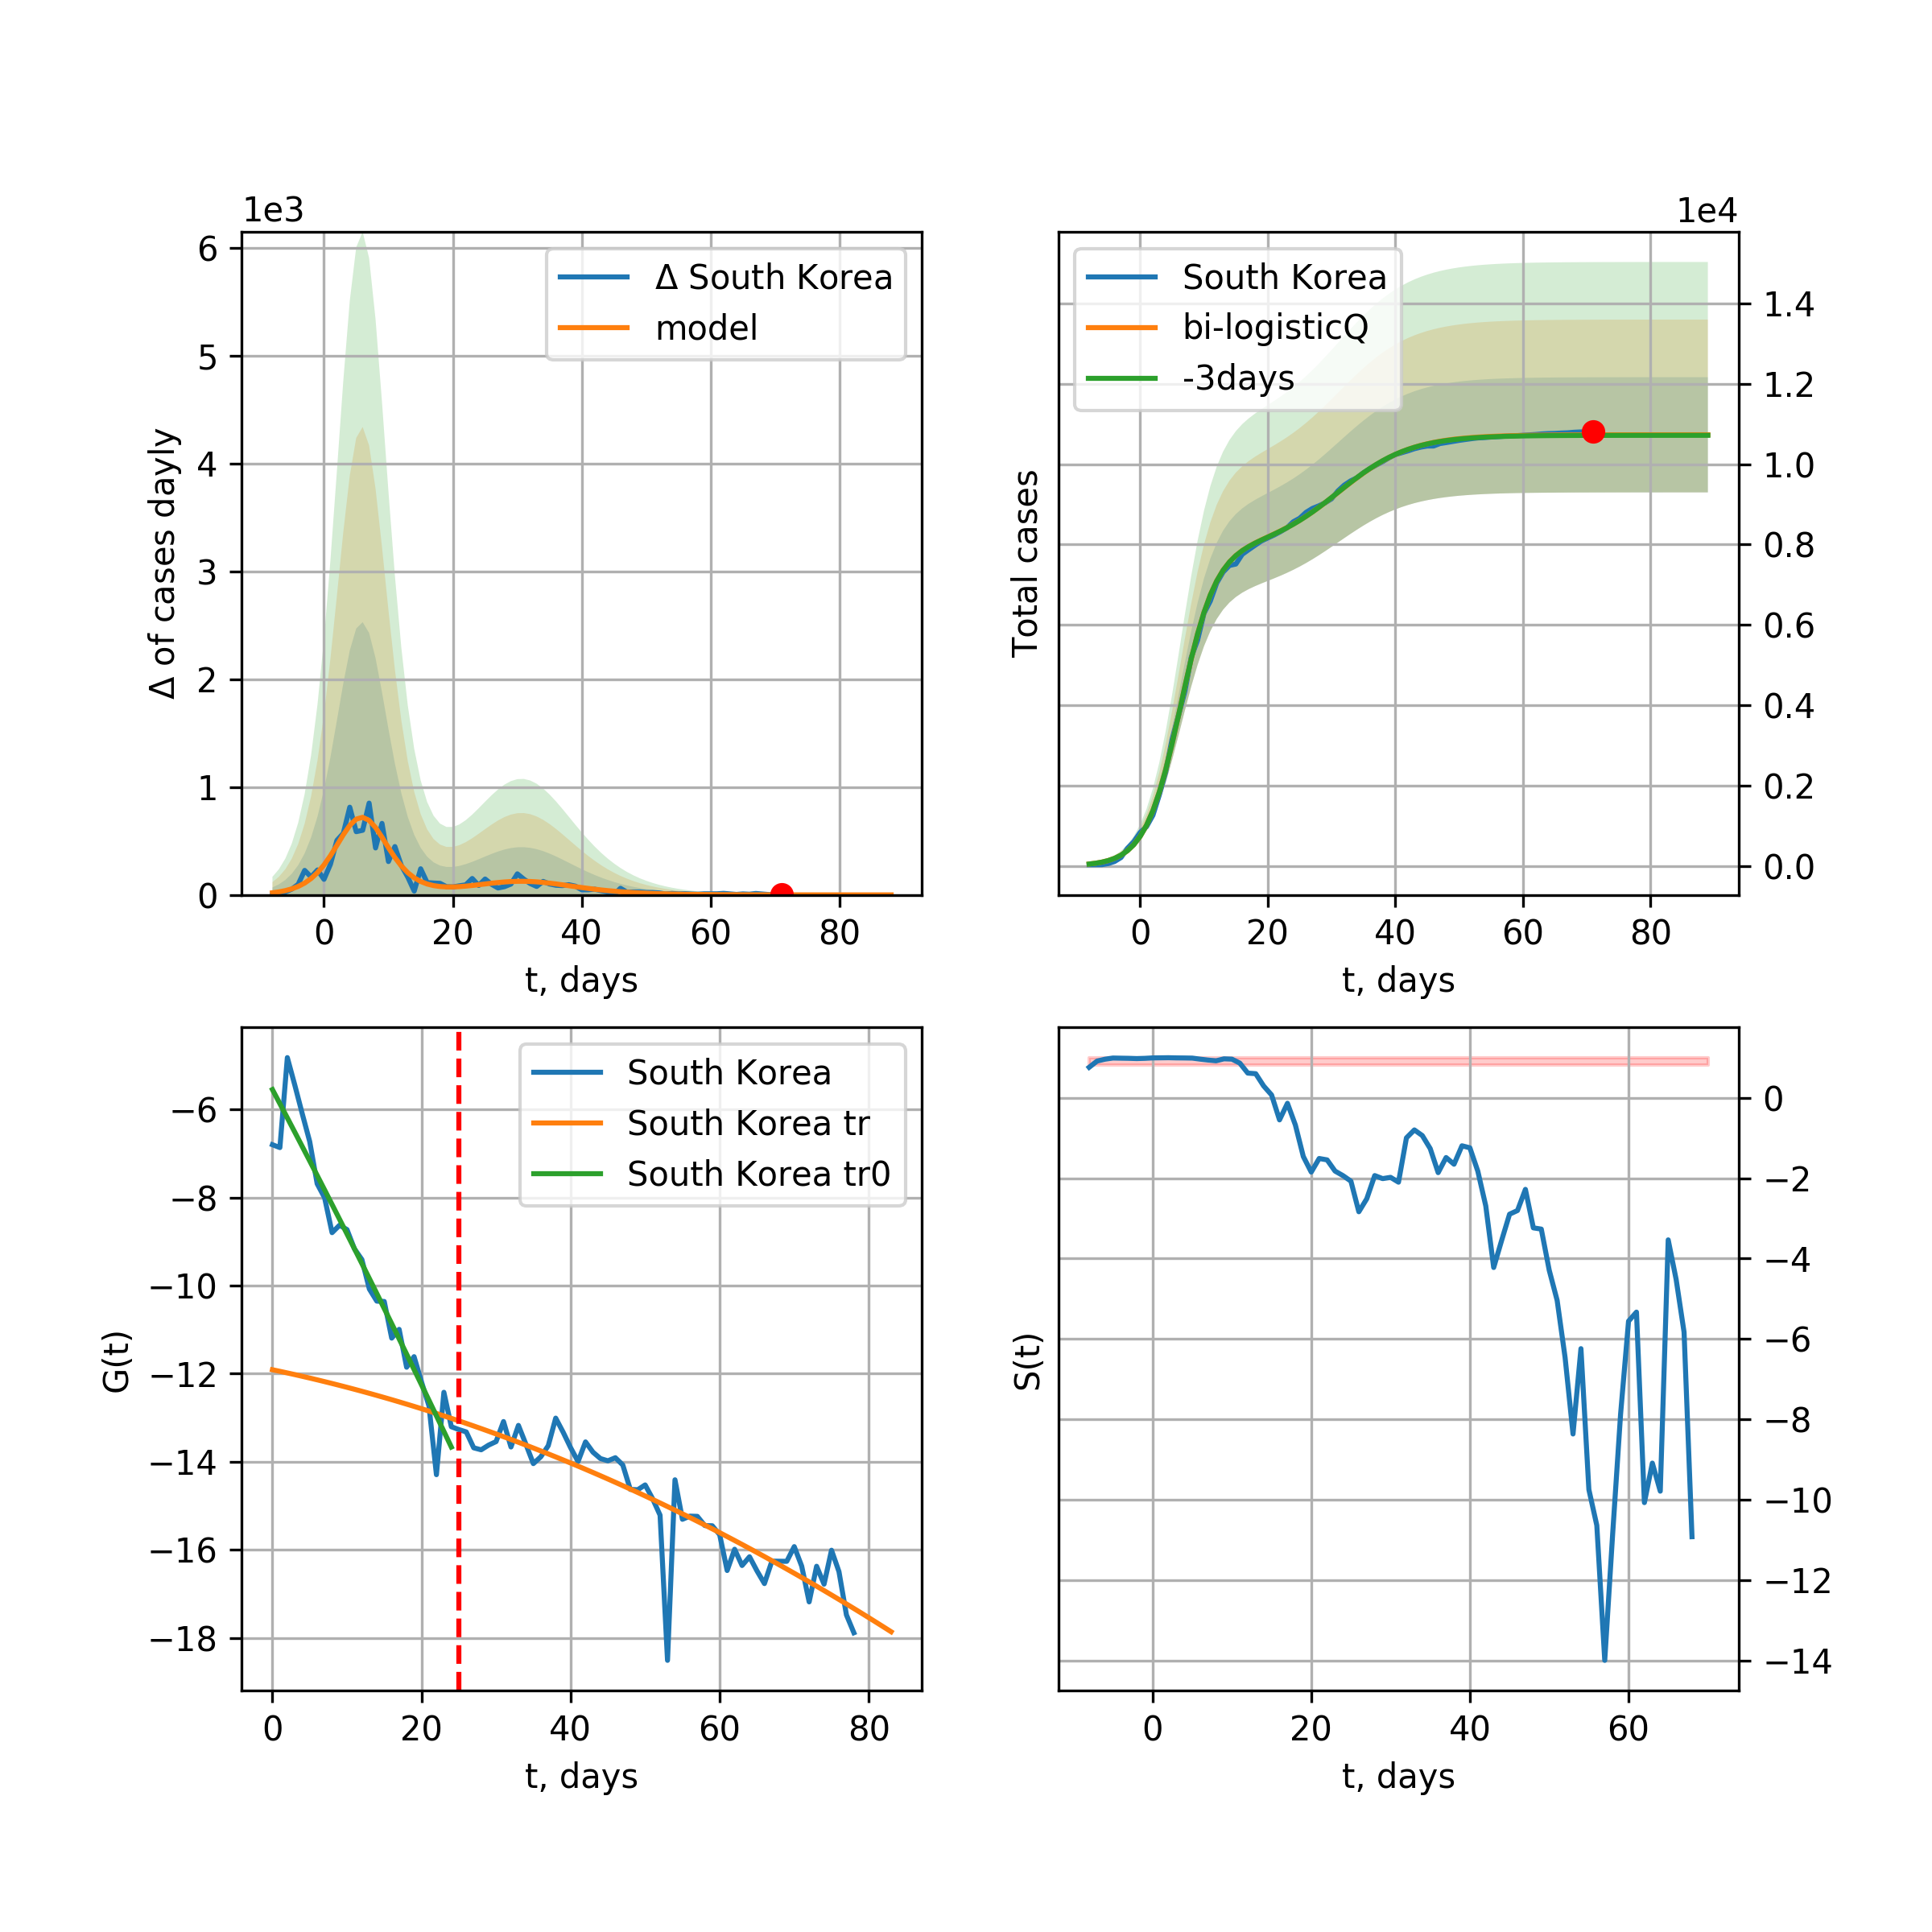 1e3
6
5
4
3
2
1
0
Δ of cases dayly
Δ South Korea
model
0 20 40 60 80
t, days
1e4
South Korea
bi-logisticQ
-3days
Total cases
1.4
1.2
1.0
0.8
0.6
0.4
0.2
0.0
0 20 40 60 80
t, days
−6
−8
−10
−12
−14
−16
−18
G(t)
South Korea
South Korea tr
South Korea tr0
0 20 40 60 80
t, days
S(t)
0
−2
−4
−6
−8
−10
−12
−14
0 20 40 60
t, days